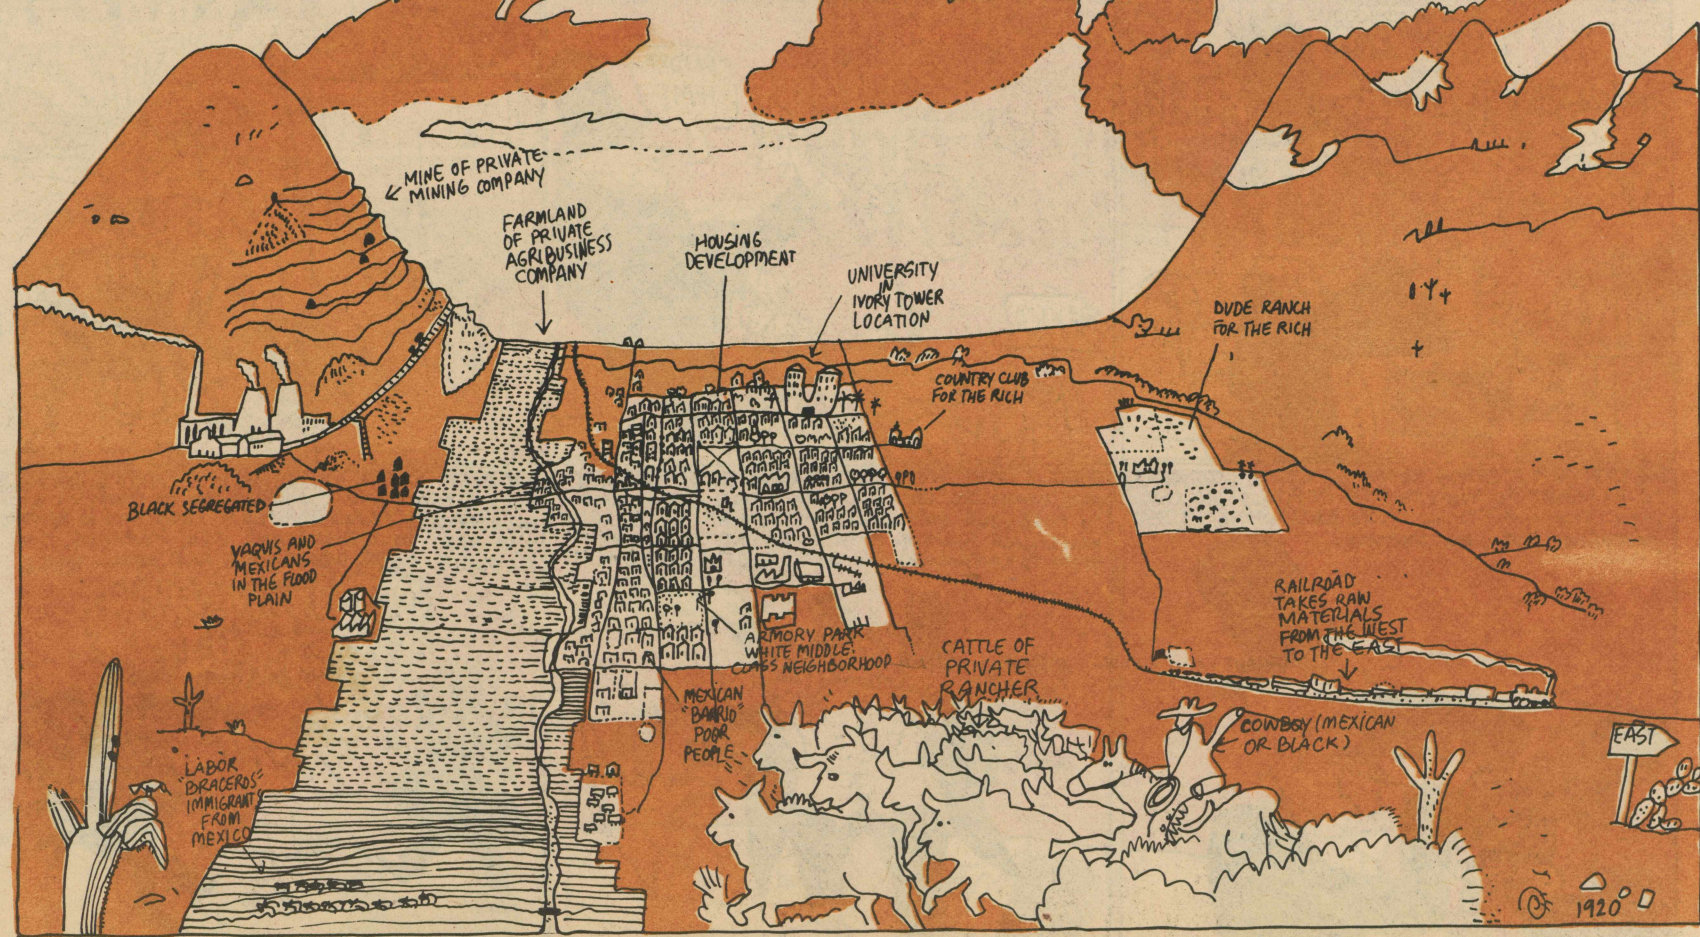 MINE OF PRIVATE
MINING COMPANY
FARMLAND
OF PRIVATE
AGRIBUSINESS
COMPANY
HOUSING
DEVELOPMENT
UNIVERSITY
IN
IVORY TOWER
LOCATION
DUDE RANCH
FOR THE RICH
COUNTRY CLUB
FOR THE RICH
BLACK SEGREGATED
YAQUIS AND
MEXICANS
IN THE FLOOD
PLAIN
RAILROAD
TAKES RAW
MATERIALS
FROM THE WEST
TO THE EAST
ARMORY PARK
WHITE MIDDLE
CLASS NEIGHBORHOOD
CATTLE OF
PRIVATE
RANCHER
MEXICAN
"BARRIO"
POOR
PEOPLE
COWBOY (MEXICAN
OR BLACK)
EAST
LABOR
"BRACEROS"
IMMIGRANT
FROM
MEXICO
1920